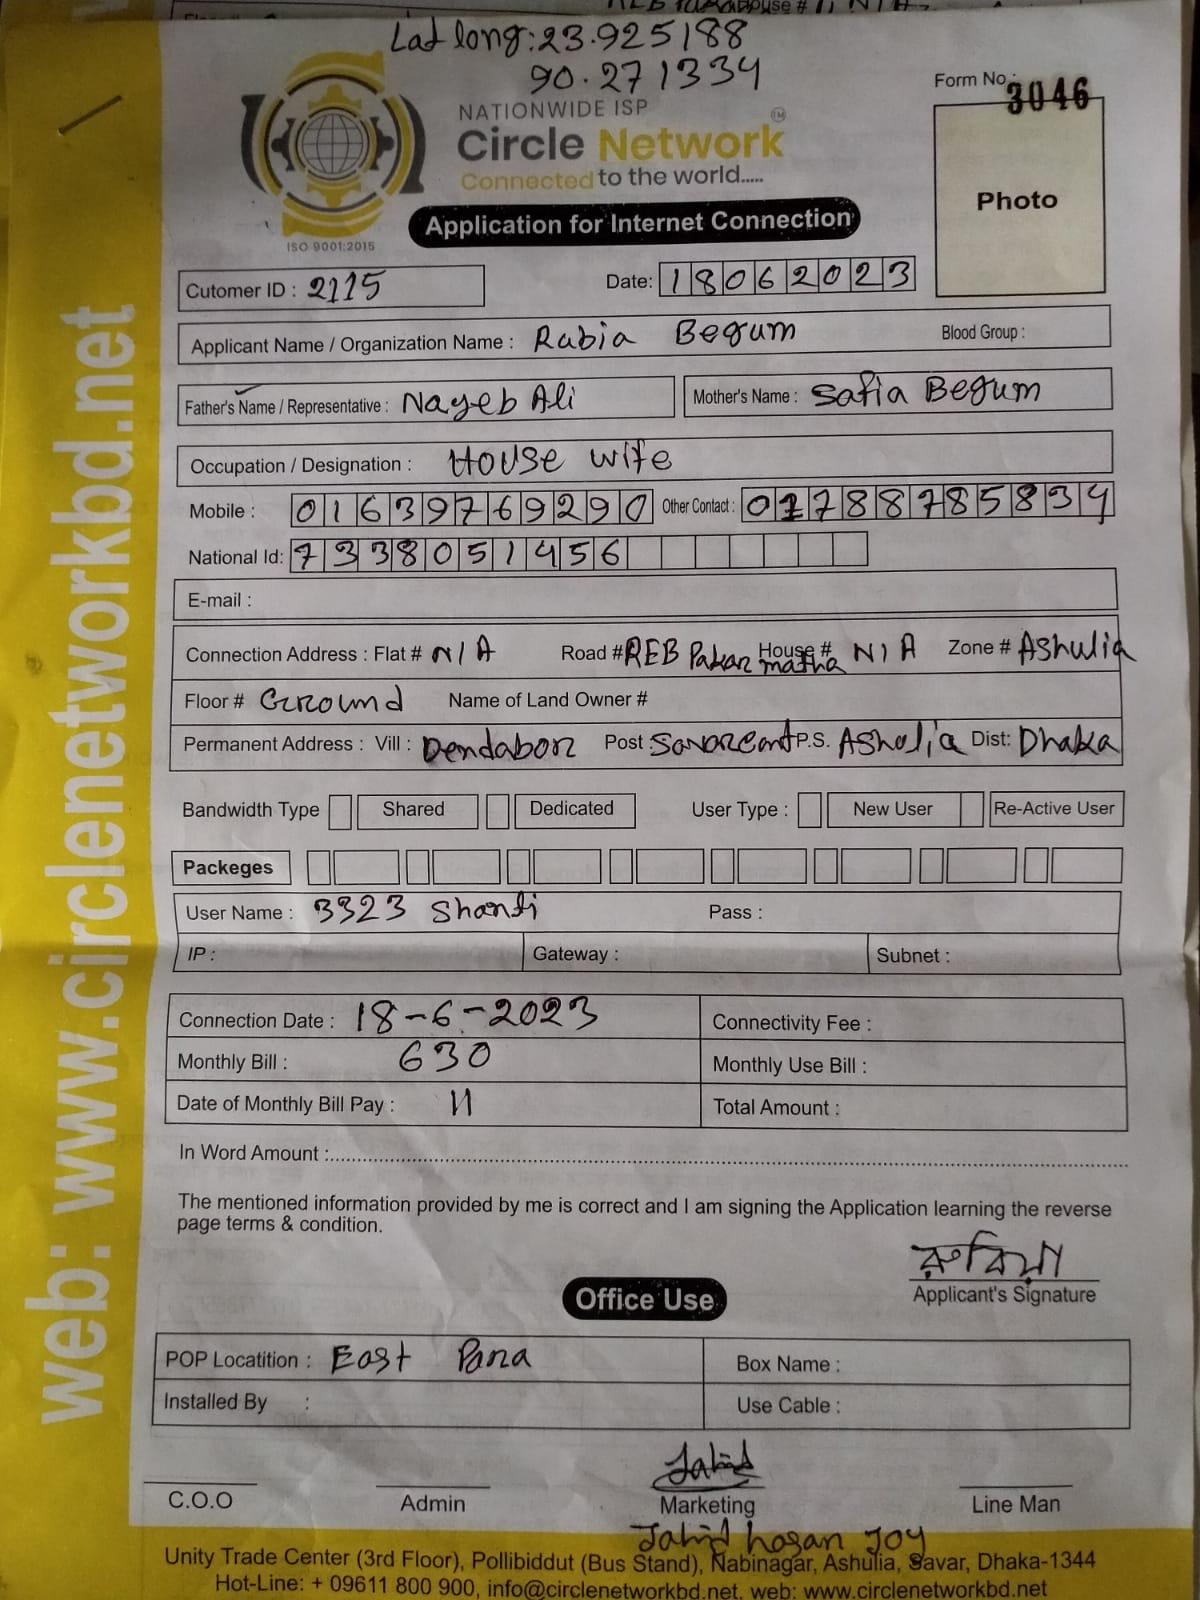 Lat long: 23.925188
90.271334
NATIONWIDE ISP
Circle Network TM
Connected to the world.....
ISO 9001:2015
Form No.: 3046
Photo
Application for Internet Connection
Cutomer ID : 2115 Date: 18062023
Applicant Name / Organization Name : Rabia Begum Blood Group :
Father's Name / Representative : Nayeb Ali Mother's Name : Safia Begum
Occupation / Designation : House wife
Mobile : 01639769290 Other Contact : 01788785834
National Id: 7338051456
E-mail :
Connection Address : Flat # N/A Road # REB Pakar matha House # N/A Zone # Ashulia
Floor # Ground Name of Land Owner #
Permanent Address : Vill : Dendabor Post : Savarcant P.S. Ashulia Dist: Dhaka
Bandwidth Type Shared Dedicated User Type : New User Re-Active User
Packeges
User Name : 3323 Shanti Pass :
IP : Gateway : Subnet :
Connection Date : 18-6-2023 Connectivity Fee :
Monthly Bill : 630 Monthly Use Bill :
Date of Monthly Bill Pay : 11 Total Amount :
In Word Amount :
The mentioned information provided by me is correct and I am signing the Application learning the reverse
page terms & condition.
Applicant's Signature
Office Use
POP Locatition : East Para Box Name :
Installed By : Use Cable :
Jahid
C.O.O Admin Marketing Line Man
Jahid hasan Joy
Unity Trade Center (3rd Floor), Pollibiddut (Bus Stand), Nabinagar, Ashulia, Savar, Dhaka-1344
Hot-Line: + 09611 800 900, info@circlenetworkbd.net, web: www.circlenetworkbd.net
web: www.circlenetworkbd.net